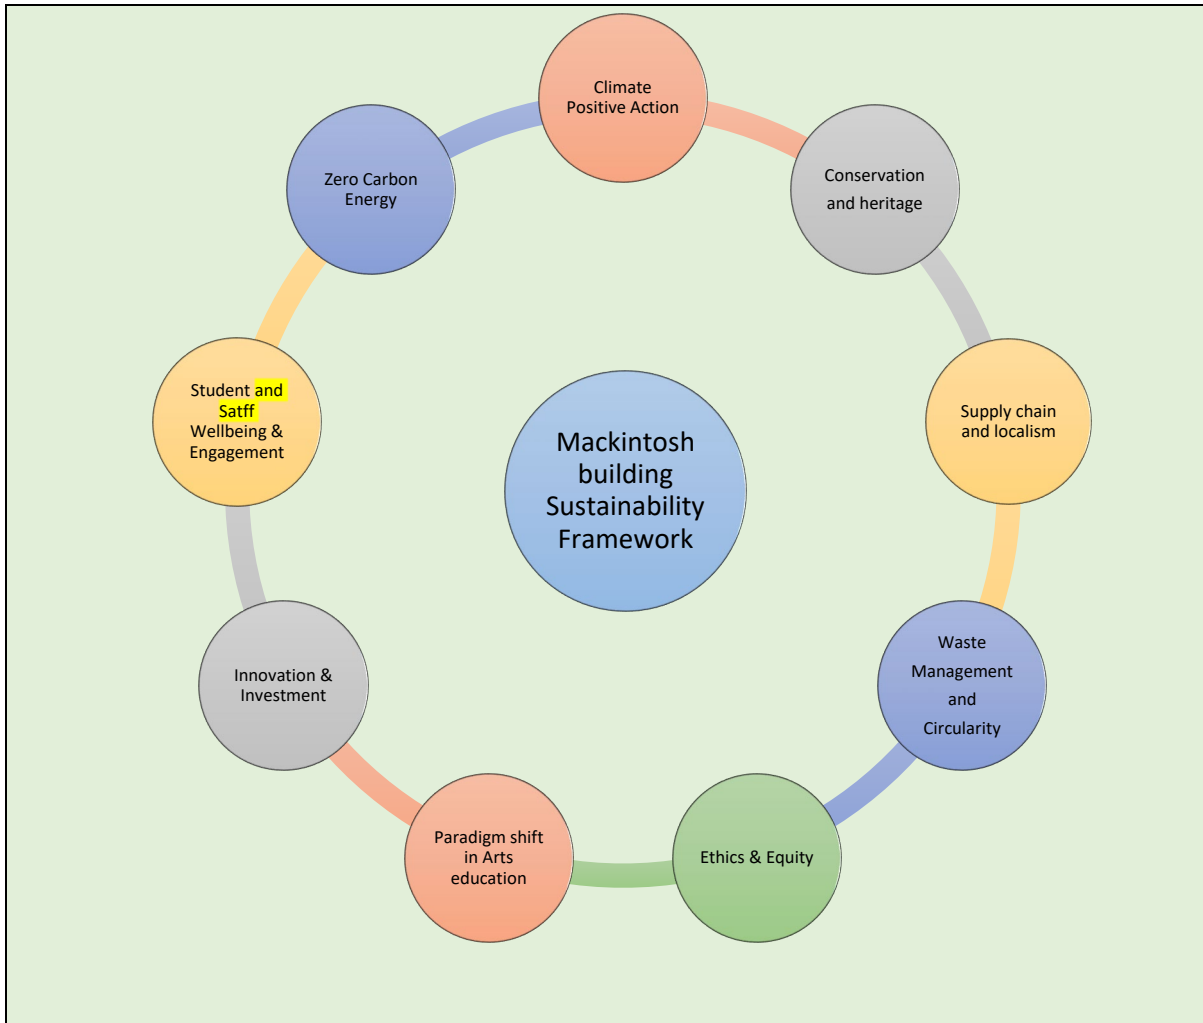 Climate
Positive Action
Conservation
and heritage
Supply chain
and localism
Waste
Management
and
Circularity
Ethics & Equity
Paradigm shift
in Arts
education
Innovation &
Investment
Student and
Satff
Wellbeing &
Engagement
Zero Carbon
Energy
Mackintosh
building
Sustainability
Framework